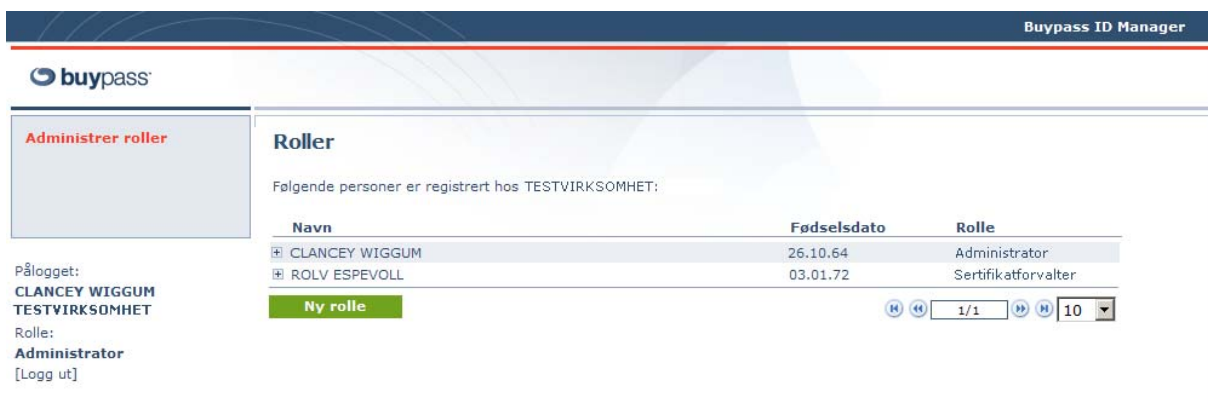 Buypass ID Manager
buypass
Administrer roller
Roller
Følgende personer er registrert hos TESTVIRKSOMHET:
Navn Fødselsdato Rolle
CLANCEY WIGGUM 26.10.64 Administrator
ROLV ESPEVOLL 03.01.72 Sertifikatforvalter
Ny rolle 1/1 10
Pålogget:
CLANCEY WIGGUM
TESTVIRKSOMHET
Rolle:
Administrator
[Logg ut]